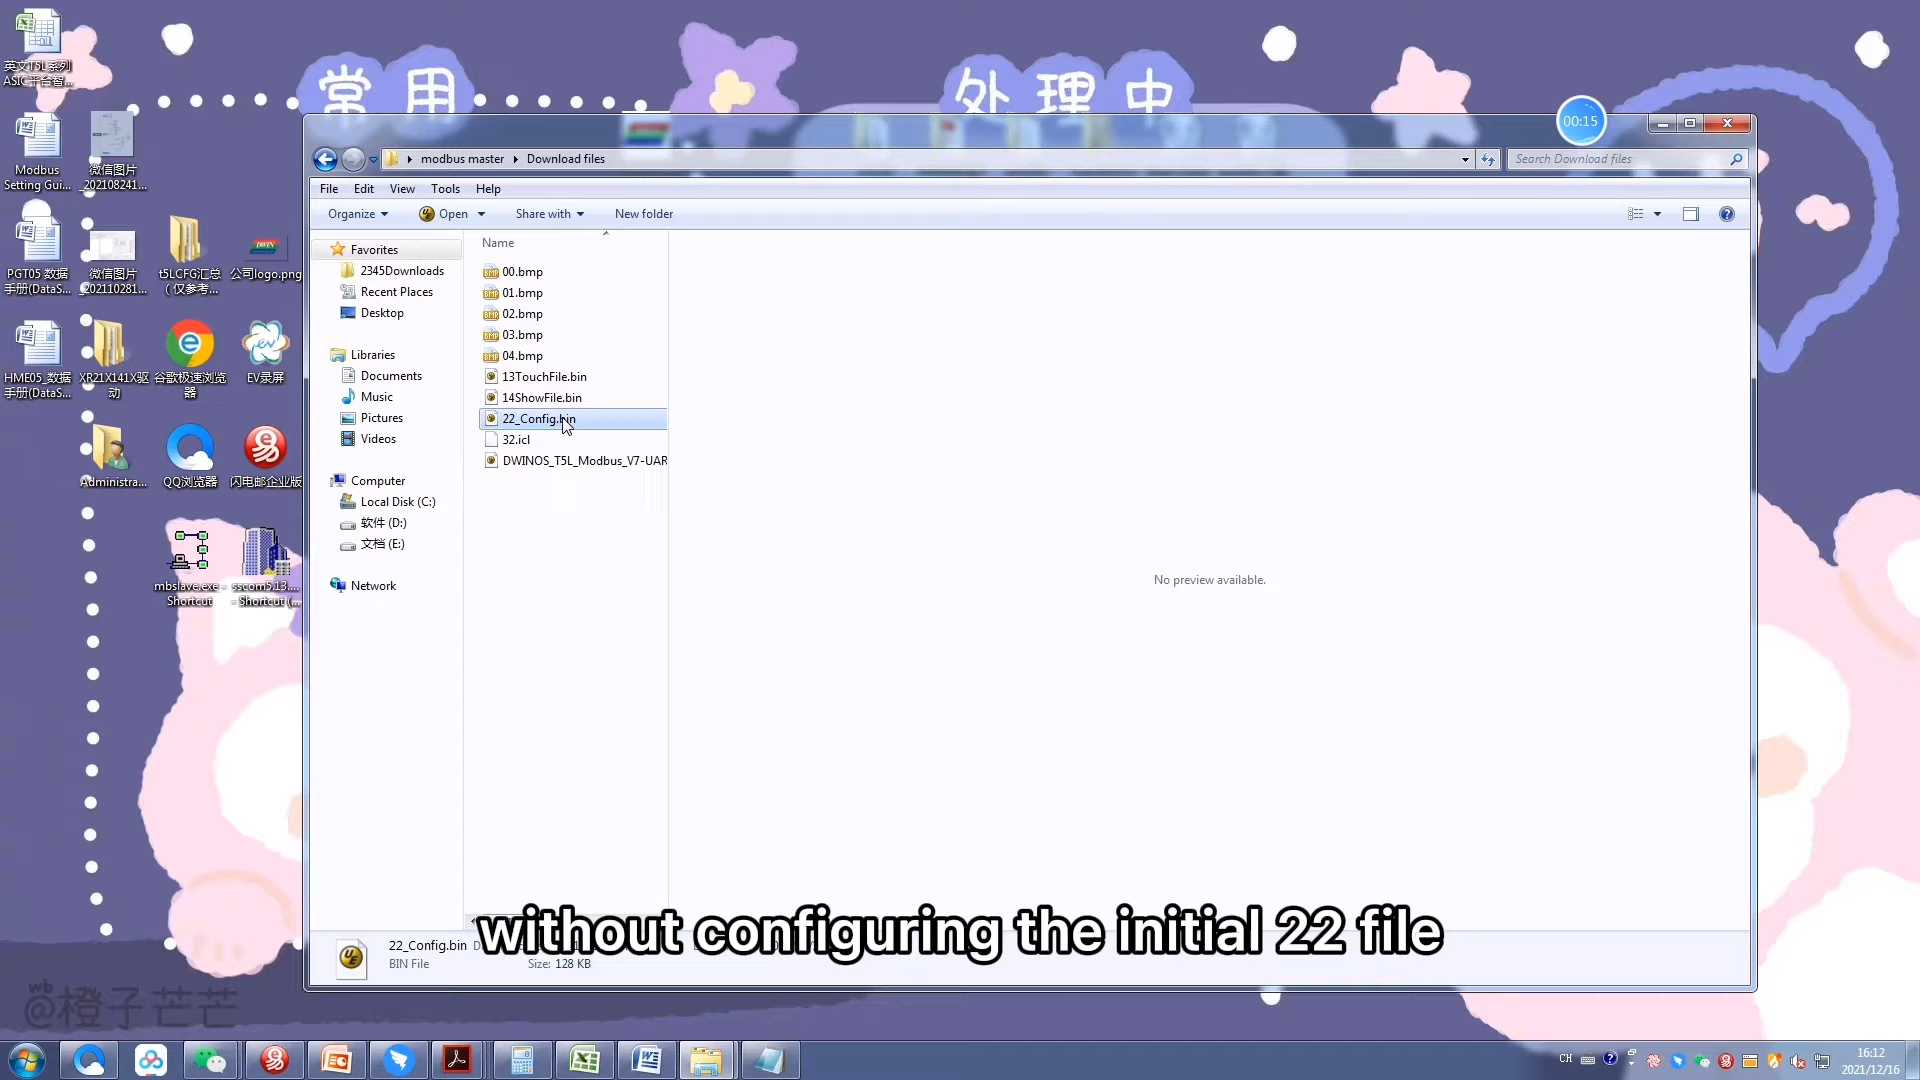 常用
处理中
英文T5L系列
ASIC平台智...
Modbus
Setting Gui...
微信图片
_202108241...
PGT05 数据
手册(DataS...
微信图片
_202110281...
t5LCFG汇总
（仅参考...
公司logo.png
HME05_数据
手册(DataS...
XR21X141X驱
动
谷歌极速浏览
器
EV录屏
Administra...
QQ浏览器
闪电邮企业版
mbslave.exe -
Shortcut
sscom5.13....
- Shortcut (...
00:15
modbus master
Download files
Search Download files
File Edit View Tools Help
Organize Open Share with New folder
Name
Favorites
2345Downloads
Recent Places
Desktop
Libraries
Documents
Music
Pictures
Videos
Computer
Local Disk (C:)
软件 (D:)
文档 (E:)
Network
00.bmp
01.bmp
02.bmp
03.bmp
04.bmp
13TouchFile.bin
14ShowFile.bin
22_Config.bin
32.icl
DWINOS_T5L_Modbus_V7-UAR
No preview available.
22_Config.bin
BIN File
Size: 128 KB
without configuring the initial 22 file
wb
@橙子芒芒
CH
16:12
2021/12/16